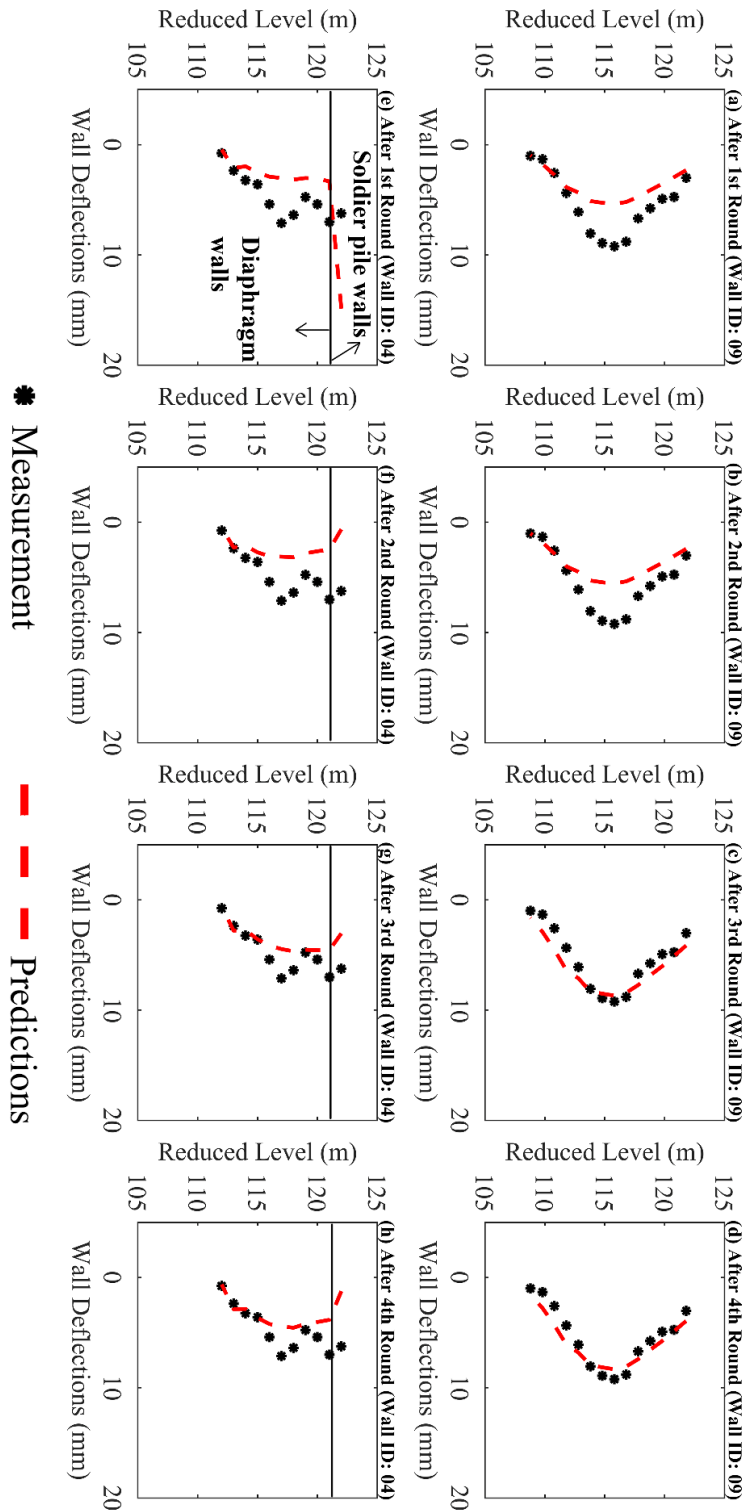 (a) After 1st Round (Wall ID: 09)
Reduced Level (m)
125
120
115
110
105
0 10 20
Wall Deflections (mm)
(b) After 2nd Round (Wall ID: 09)
Reduced Level (m)
125
120
115
110
105
0 10 20
Wall Deflections (mm)
(c) After 3rd Round (Wall ID: 09)
Reduced Level (m)
125
120
115
110
105
0 10 20
Wall Deflections (mm)
(d) After 4th Round (Wall ID: 09)
Reduced Level (m)
125
120
115
110
105
0 10 20
Wall Deflections (mm)
(e) After 1st Round (Wall ID: 04)
Reduced Level (m)
125
120
115
110
105
Soldier pile walls
Diaphragm
walls
0 10 20
Wall Deflections (mm)
(f) After 2nd Round (Wall ID: 04)
Reduced Level (m)
125
120
115
110
105
0 10 20
Wall Deflections (mm)
(g) After 3rd Round (Wall ID: 04)
Reduced Level (m)
125
120
115
110
105
0 10 20
Wall Deflections (mm)
(h) After 4th Round (Wall ID: 04)
Reduced Level (m)
125
120
115
110
105
0 10 20
Wall Deflections (mm)
Measurement Predictions